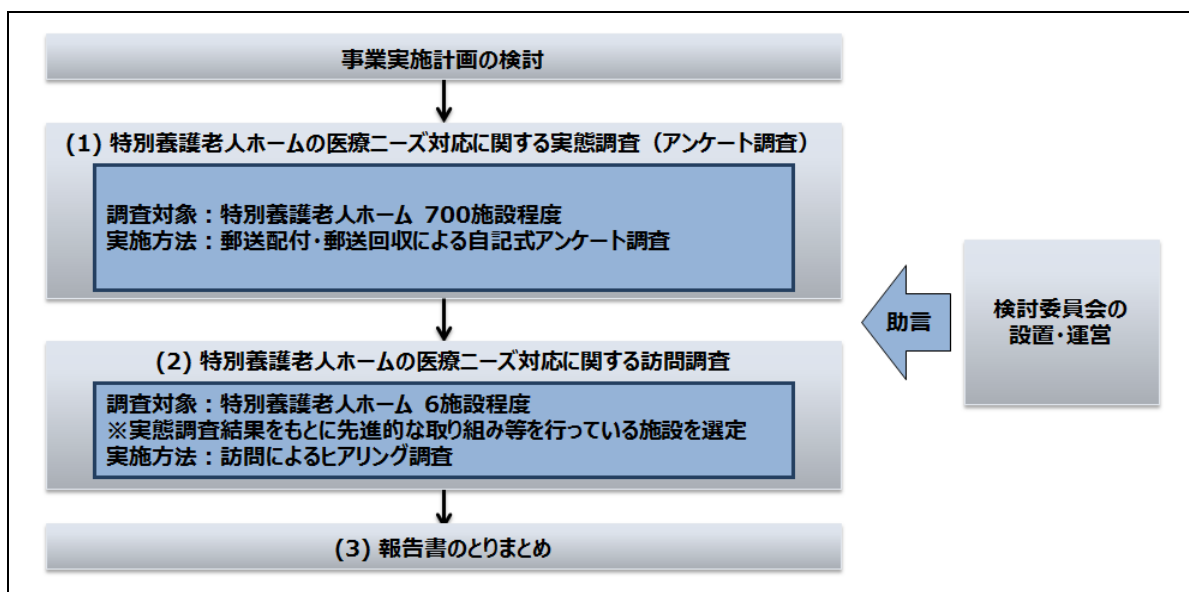 事業実施計画の検討
(1) 特別養護老人ホームの医療ニーズ対応に関する実態調査（アンケート調査）
調査対象：特別養護老人ホーム 700施設程度
実施方法：郵送配付・郵送回収による自記式アンケート調査
(2) 特別養護老人ホームの医療ニーズ対応に関する訪問調査
調査対象：特別養護老人ホーム 6施設程度
※実態調査結果をもとに先進的な取り組み等を行っている施設を選定
実施方法：訪問によるヒアリング調査
(3) 報告書のとりまとめ
助言
検討委員会の
設置・運営